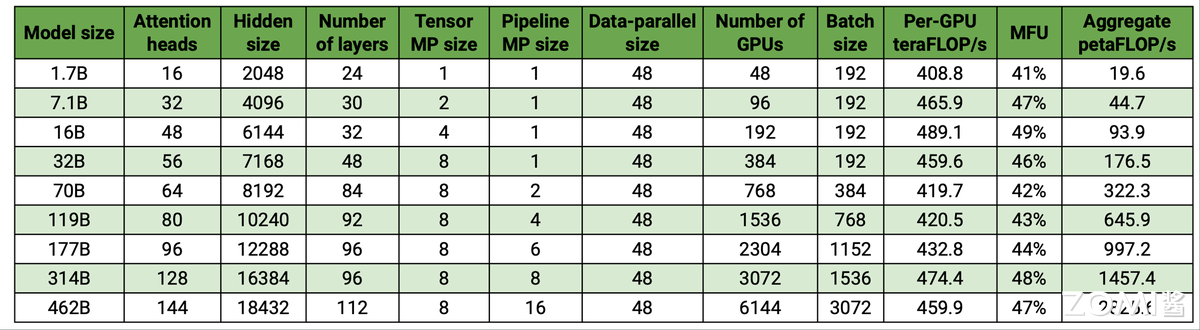 Model size Attention heads Hidden size Number of layers Tensor MP size Pipeline MP size Data-parallel size Number of GPUs Batch size Per-GPU teraFLOP/s MFU Aggregate petaFLOP/s
1.7B 16 2048 24 1 1 48 48 192 408.8 41% 19.6
7.1B 32 4096 30 2 1 48 96 192 465.9 47% 44.7
16B 48 6144 32 4 1 48 192 192 489.1 49% 93.9
32B 56 7168 48 8 1 48 384 192 459.6 46% 176.5
70B 64 8192 84 8 2 48 768 384 419.7 42% 322.3
119B 80 10240 92 8 4 48 1536 768 420.5 43% 645.9
177B 96 12288 96 8 6 48 2304 1152 432.8 44% 997.2
314B 128 16384 96 8 8 48 3072 1536 474.4 48% 1457.4
462B 144 18432 112 8 16 48 6144 3072 459.9 47%
ZOMI酱